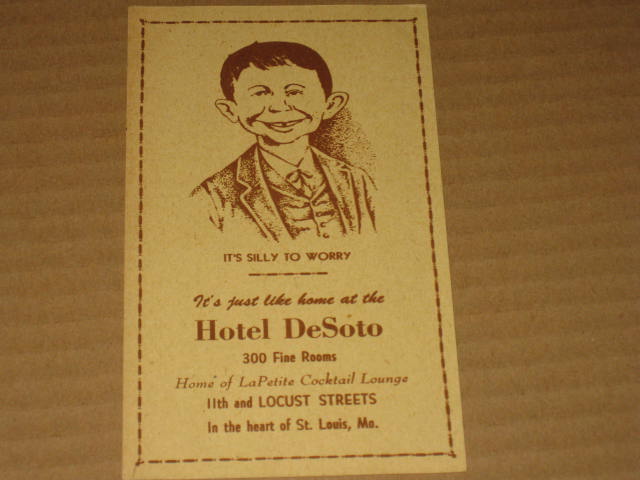 IT'S SILLY TO WORRY
It's just like home at the
Hotel DeSoto
300 Fine Rooms
Home of LaPetite Cocktail Lounge
11th and LOCUST STREETS
In the heart of St. Louis, Mo.